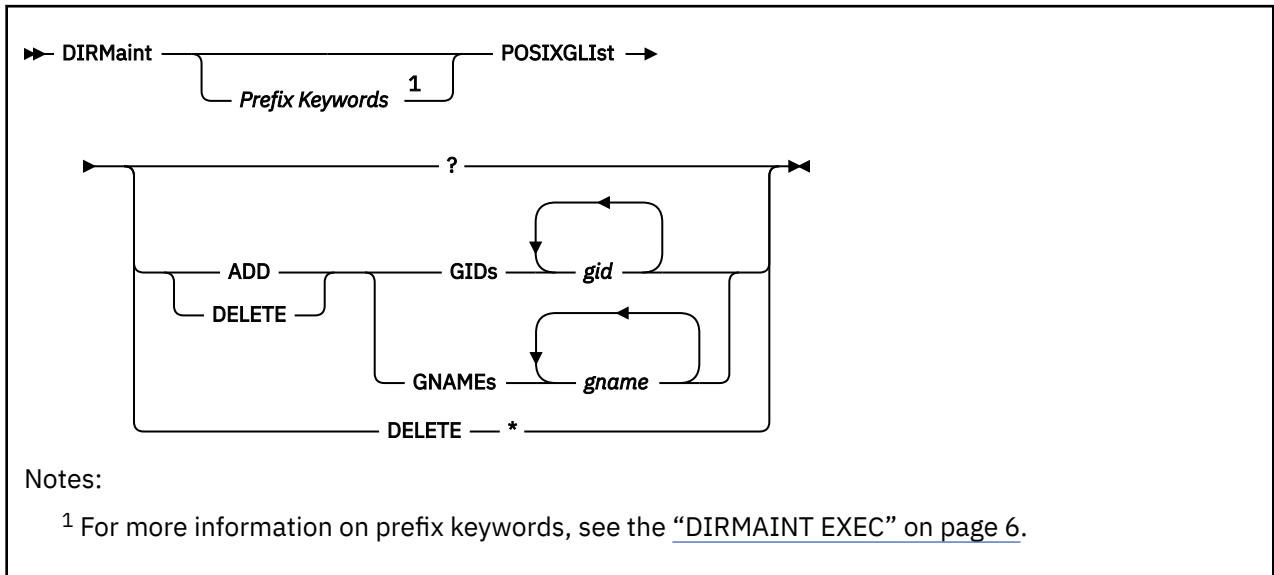 DIRMaint POSIXGLIst
Prefix Keywords 1
?
ADD GIDs gid
DELETE
GNAMEs gname
DELETE *
Notes:
1 For more information on prefix keywords, see the “DIRMAINT EXEC” on page 6.